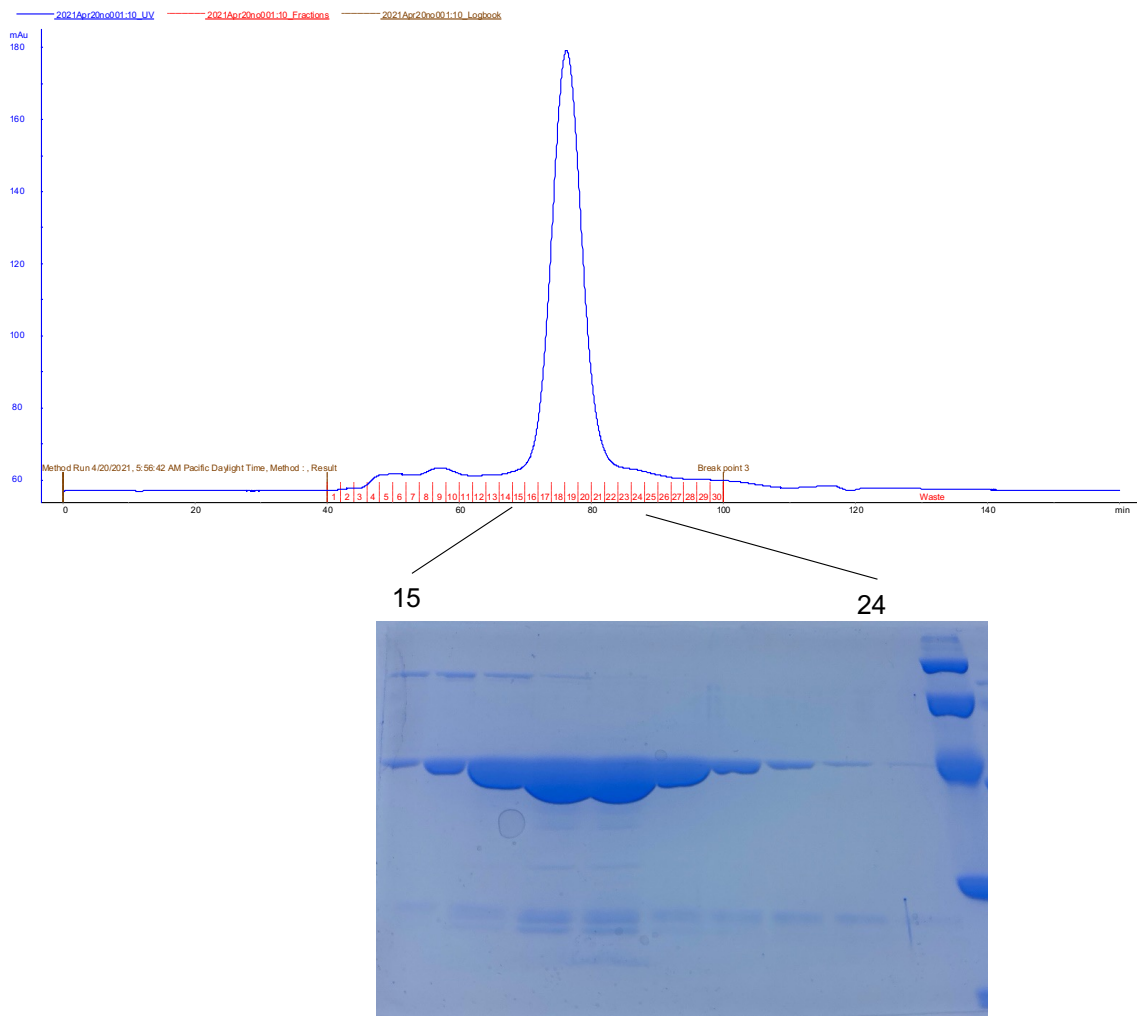 2021Apr20no001:10_UV 2021Apr20no001:10_Fractions 2021Apr20no001:10_Logbook
mAu
180
160
140
120
100
80
Method Run 4/20/2021, 5:56:42 AM Pacific Daylight Time, Method : , Result Break point 3
60
1 2 3 4 5 6 7 8 9 10 11 12 13 14 15 16 17 18 19 20 21 22 23 24 25 26 27 28 29 30 Waste
0 20 40 60 80 100 120 140 min
15 24